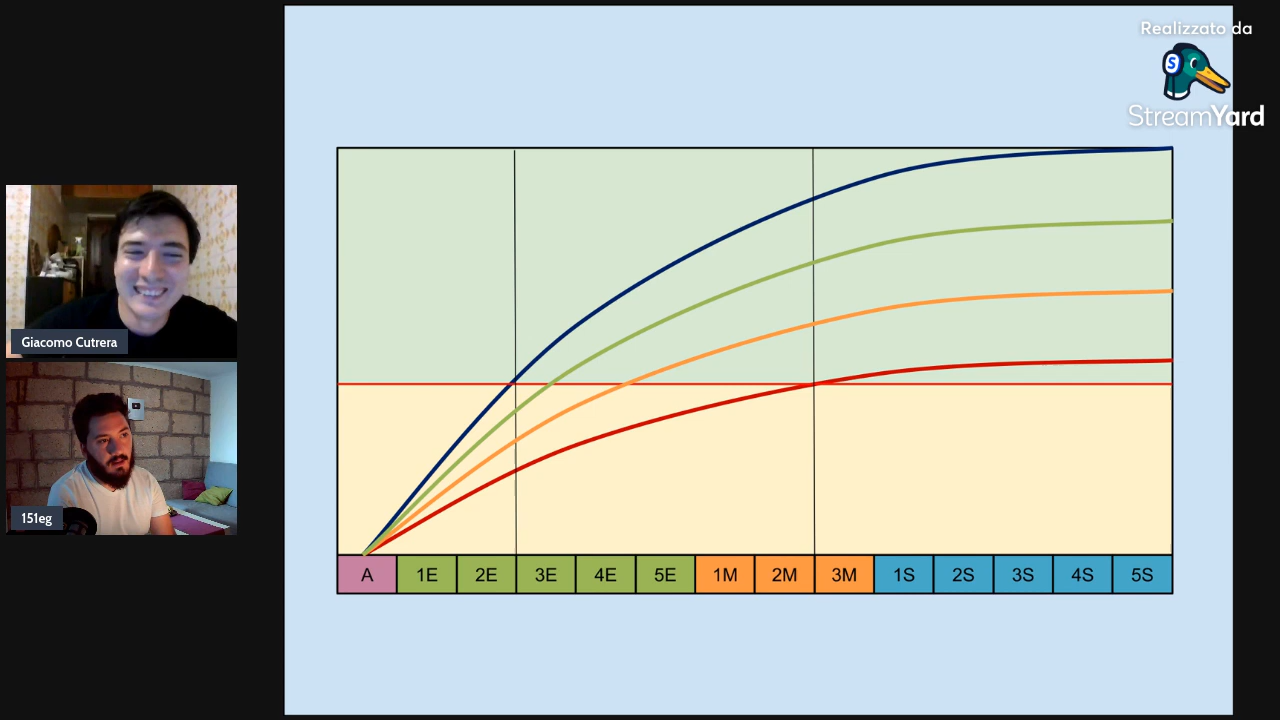 Realizzato da
S
StreamYard
Giacomo Cutrera
151eg
A 1E 2E 3E 4E 5E 1M 2M 3M 1S 2S 3S 4S 5S